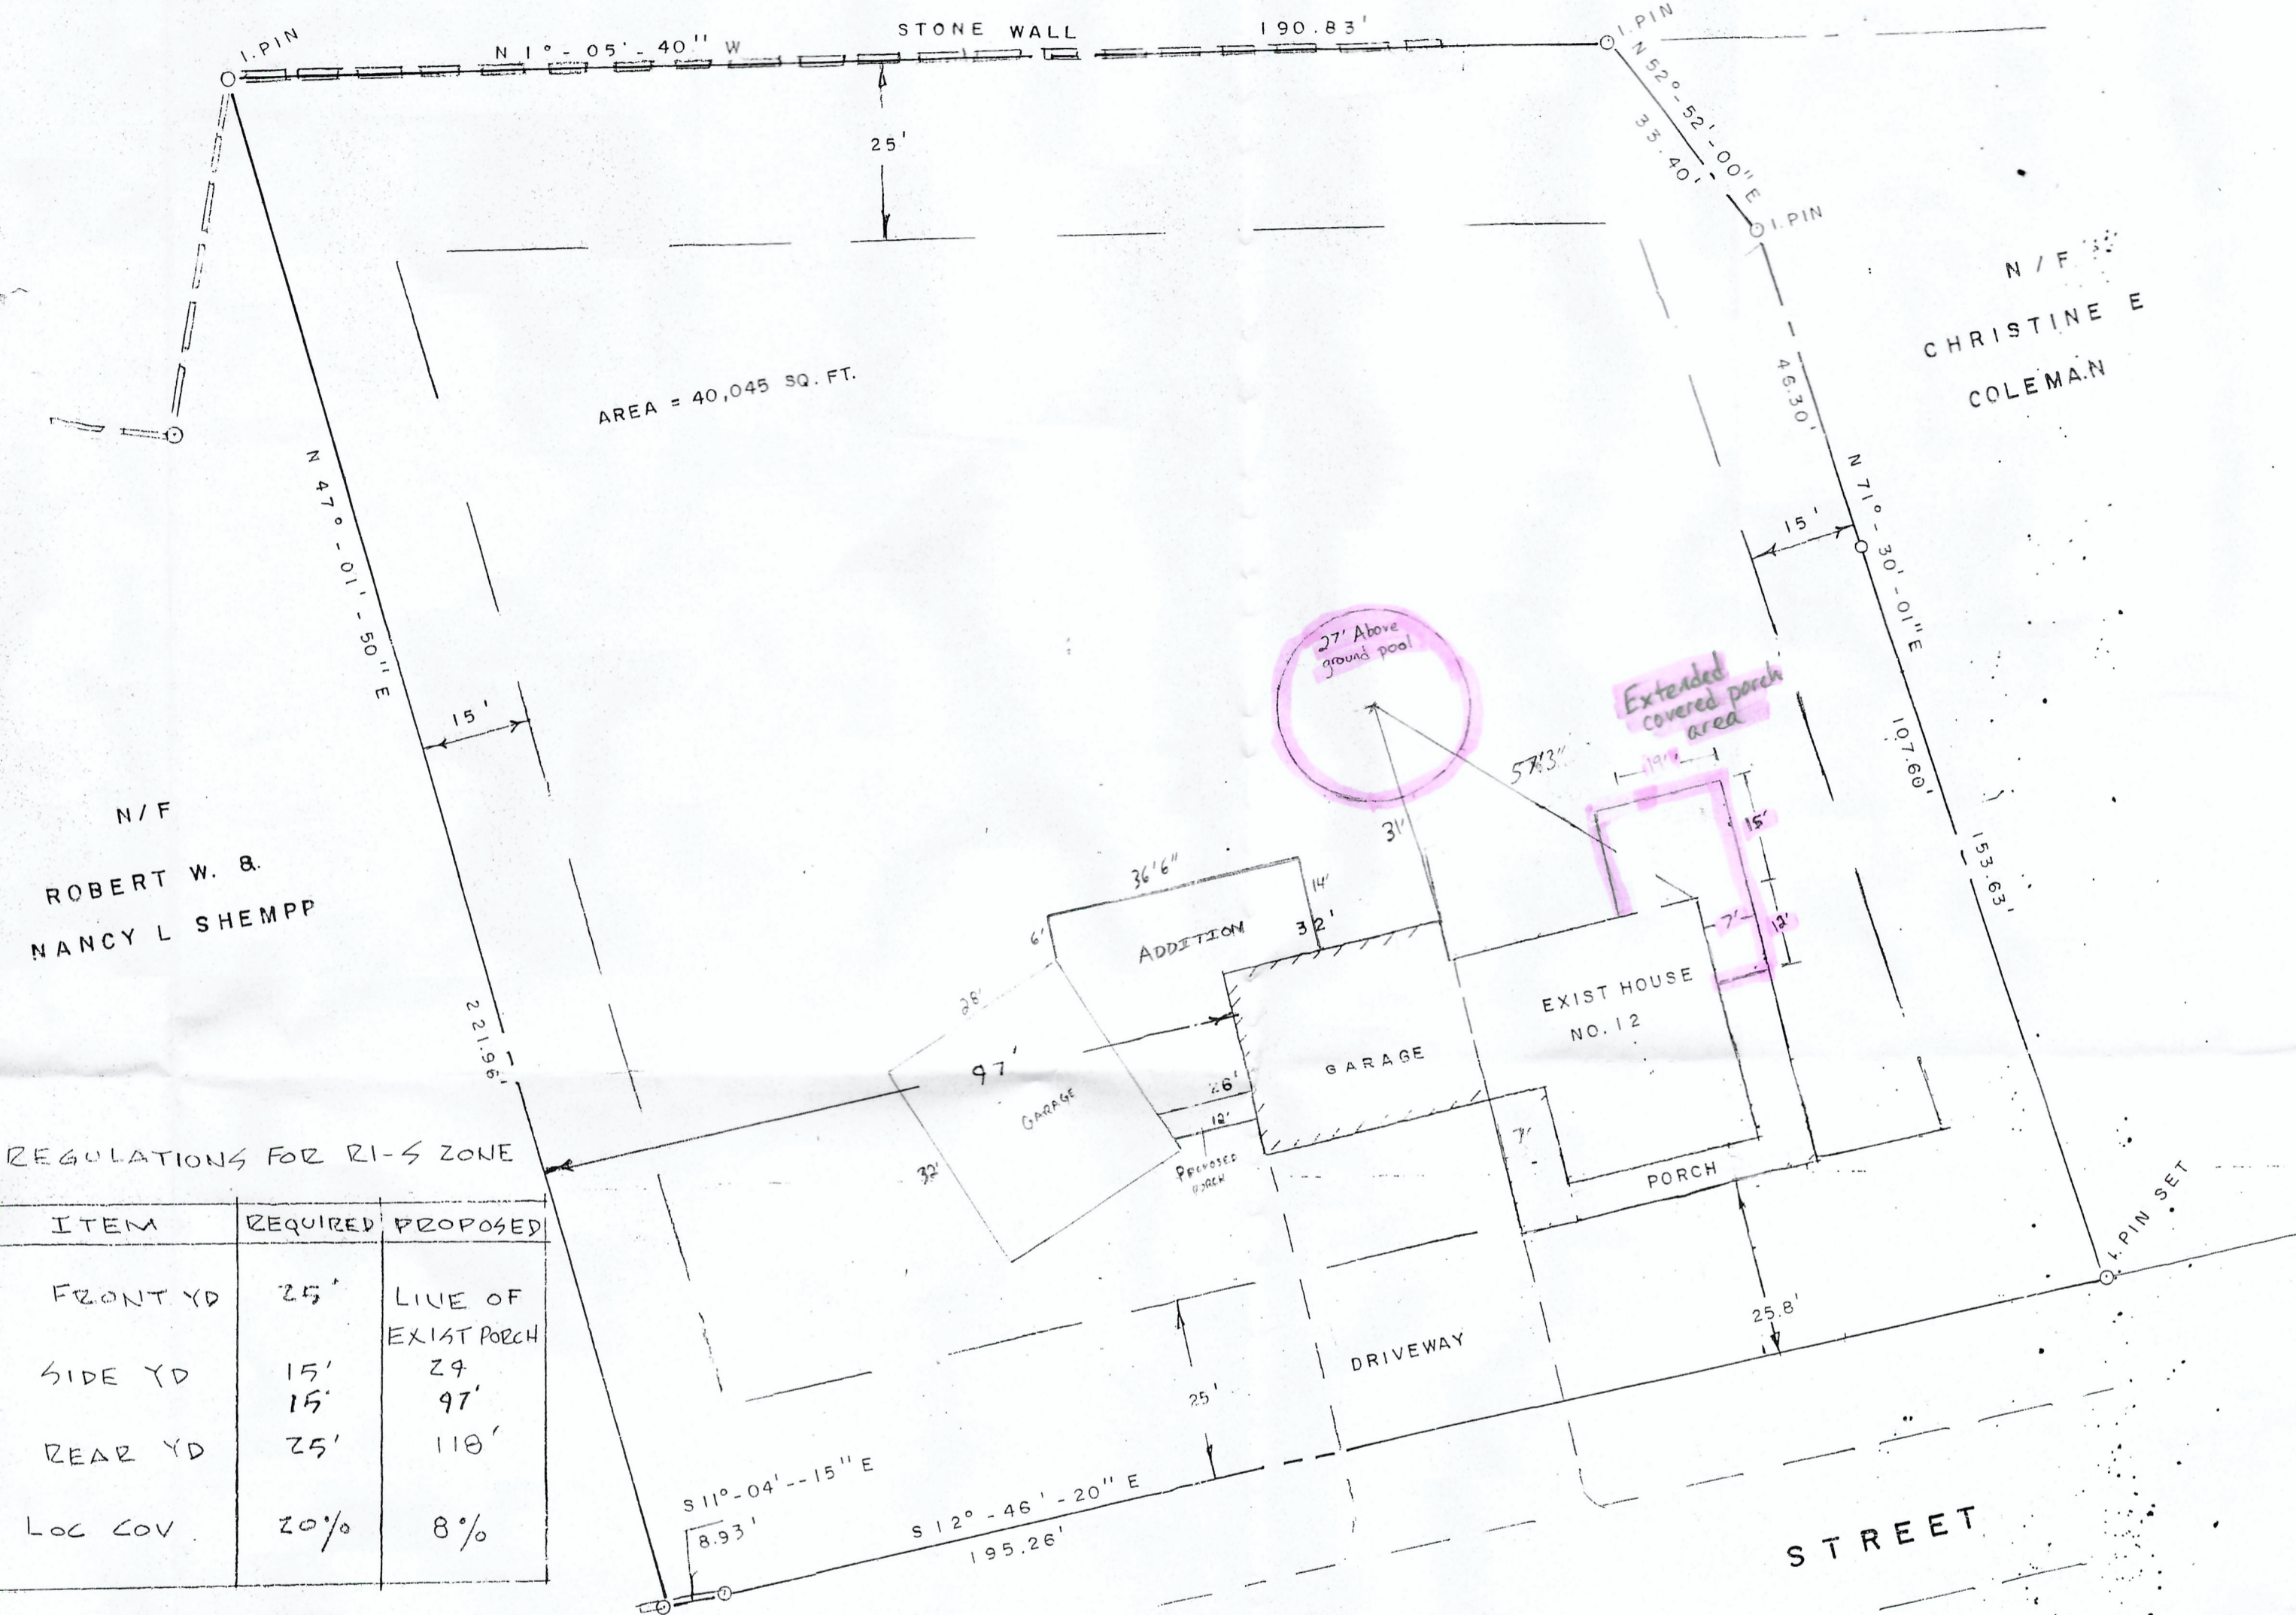 I.PIN
N 1° - 05' - 40" W
STONE WALL
190.83'
I.PIN
N 52° - 52' - 00" E
33.40'
I.PIN
25'
N / F
CHRISTINE E
COLEMAN
AREA = 40,045 SQ. FT.
46.30'
N 47° - 01' - 50" E
N 71° - 30' - 01" E
15'
15'
27' Above
ground pool
Extended
covered porch
area
107.60'
57'3"
19'
15'
31'
N/F
ROBERT W. &
NANCY L SHEMPP
153.63'
36'6"
14'
6'
ADDITION
32'
7'
12'
28'
EXIST HOUSE
NO. 12
221.96'
97'
GARAGE
GARAGE
26'
12'
32'
PROPOSED
PORCH
7'
PORCH
I.PIN SET
REGULATIONS FOR R1-S ZONE
ITEM REQUIRED PROPOSED
FRONT YD 25' LINE OF
EXIST PORCH
SIDE YD 15' 29
15' 97'
REAR YD 25' 118'
LOC COV. 20% 8%
25.8'
DRIVEWAY
25'
S 11° - 04' - - 15" E
8.93'
S 12° - 46' - 20" E
195.26'
STREET